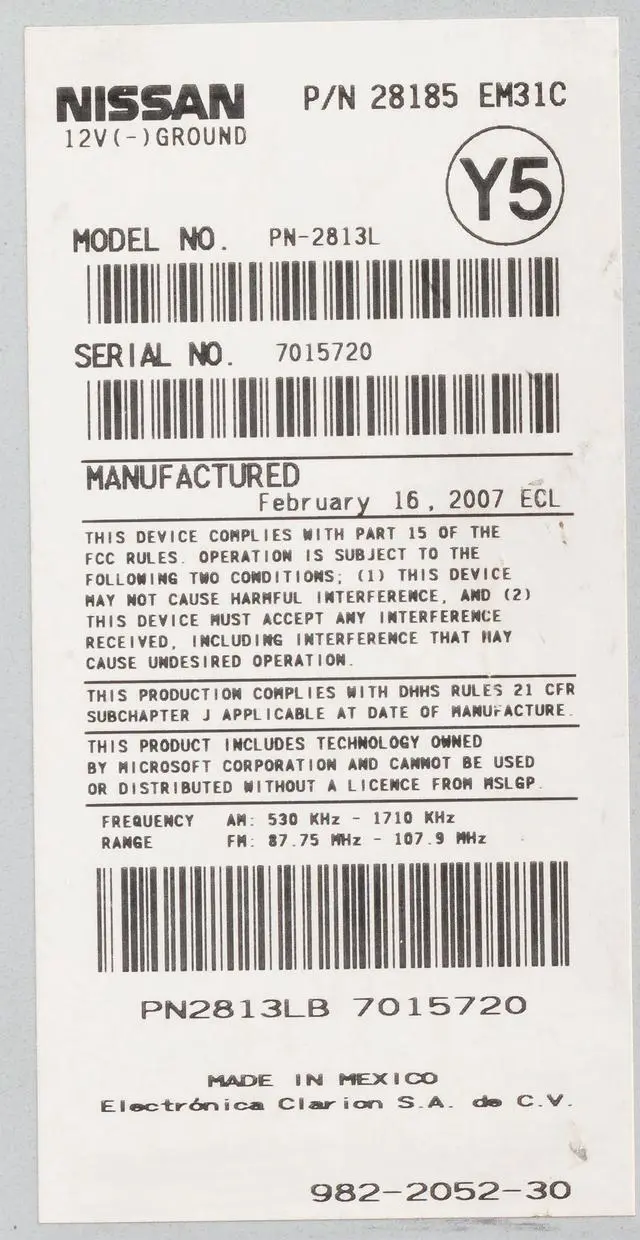 NISSAN P/N 28185 EM31C
12V(-)GROUND
Y5
MODEL NO. PN-2813L
SERIAL NO. 7015720
MANUFACTURED
February 16, 2007 ECL
THIS DEVICE COMPLIES WITH PART 15 OF THE
FCC RULES. OPERATION IS SUBJECT TO THE
FOLLOWING TWO CONDITIONS; (1) THIS DEVICE
MAY NOT CAUSE HARMFUL INTERFERENCE, AND (2)
THIS DEVICE MUST ACCEPT ANY INTERFERENCE
RECEIVED, INCLUDING INTERFERENCE THAT MAY
CAUSE UNDESIRED OPERATION.
THIS PRODUCTION COMPLIES WITH DHHS RULES 21 CFR
SUBCHAPTER J APPLICABLE AT DATE OF MANUFACTURE.
THIS PRODUCT INCLUDES TECHNOLOGY OWNED
BY MICROSOFT CORPORATION AND CANNOT BE USED
OR DISTRIBUTED WITHOUT A LICENCE FROM MSLGP.
FREQUENCY AM: 530 KHz - 1710 KHz
RANGE FM: 87.75 MHz - 107.9 MHz
PN2813LB 7015720
MADE IN MEXICO
Electrónica Clarion S.A. de C.V.
982-2052-30